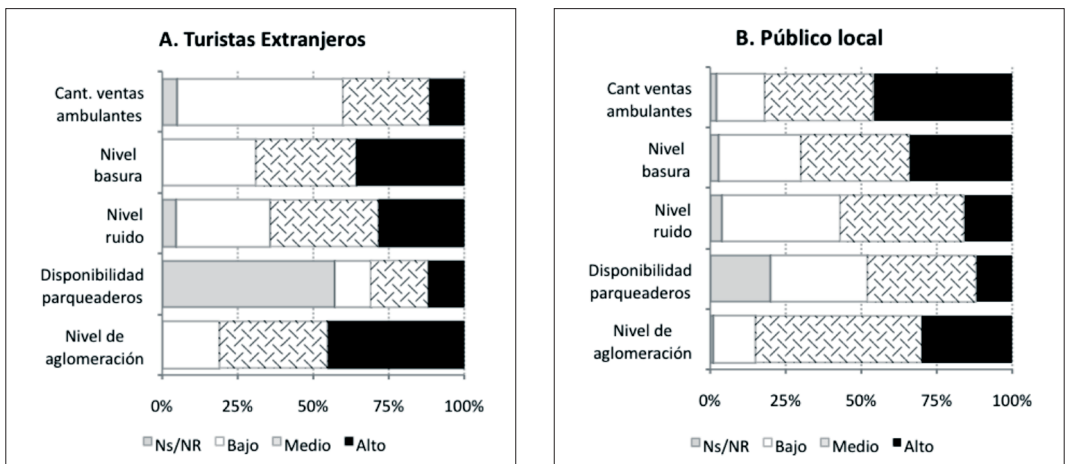 A. Turistas Extranjeros
Cant. ventas
ambulantes
Nivel
basura
Nivel
ruido
Disponibilidad
parqueaderos
Nivel de
aglomeración
0% 25% 50% 75% 100%
Ns/NR Bajo Medio Alto
B. Público local
Cant ventas
ambulantes
Nivel
basura
Nivel
ruido
Disponibilidad
parqueaderos
Nivel de
aglomeración
0% 25% 50% 75% 100%
Ns/NR Bajo Medio Alto